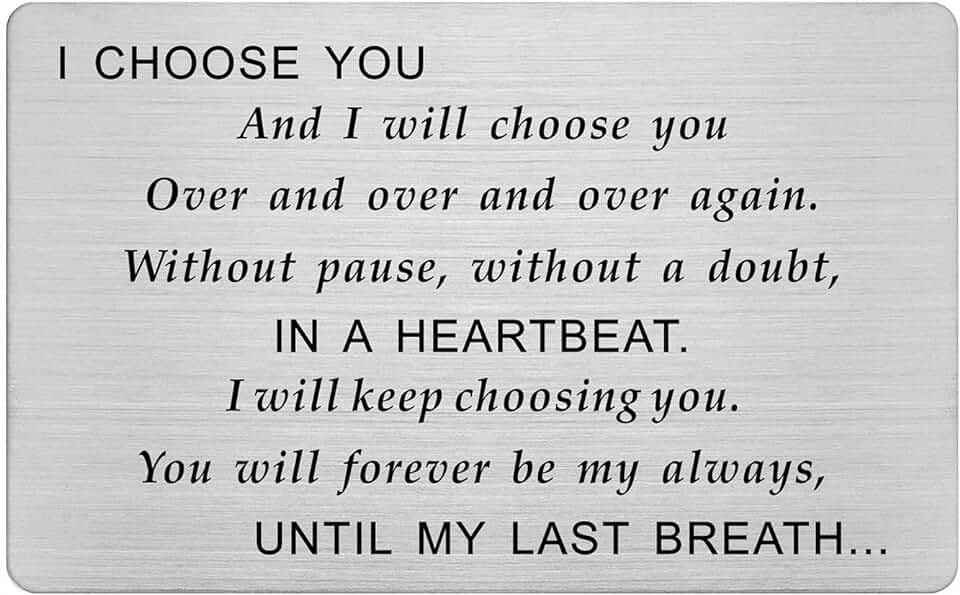 I CHOOSE YOU
And I will choose you
Over and over and over again.
Without pause, without a doubt,
IN A HEARTBEAT.
I will keep choosing you.
You will forever be my always,
UNTIL MY LAST BREATH...